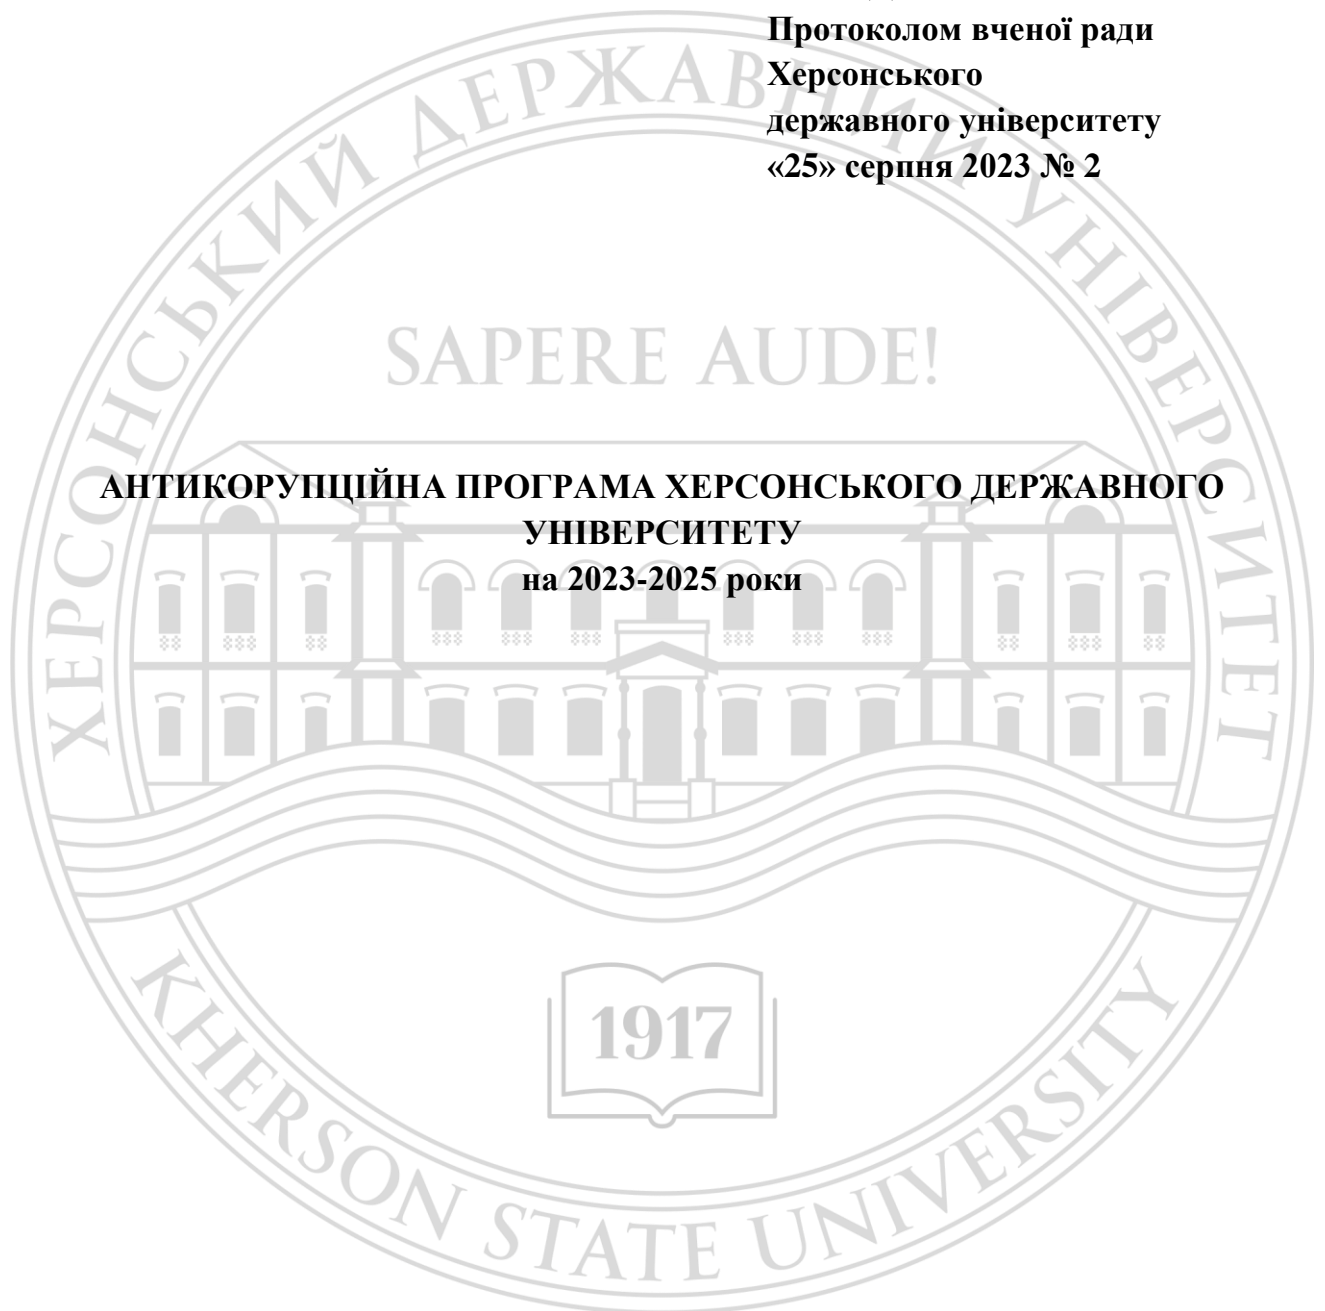 Протоколом вченої ради
Херсонського
державного університету
«25» серпня 2023 № 2
ХЕРСОНСЬКИЙ ДЕРЖАВНИЙ УНІВЕРСИТЕТ
SAPERE AUDE!
АНТИКОРУПЦІЙНА ПРОГРАМА ХЕРСОНСЬКОГО ДЕРЖАВНОГО
УНІВЕРСИТЕТУ
на 2023-2025 роки
1917
KHERSON STATE UNIVERSITY